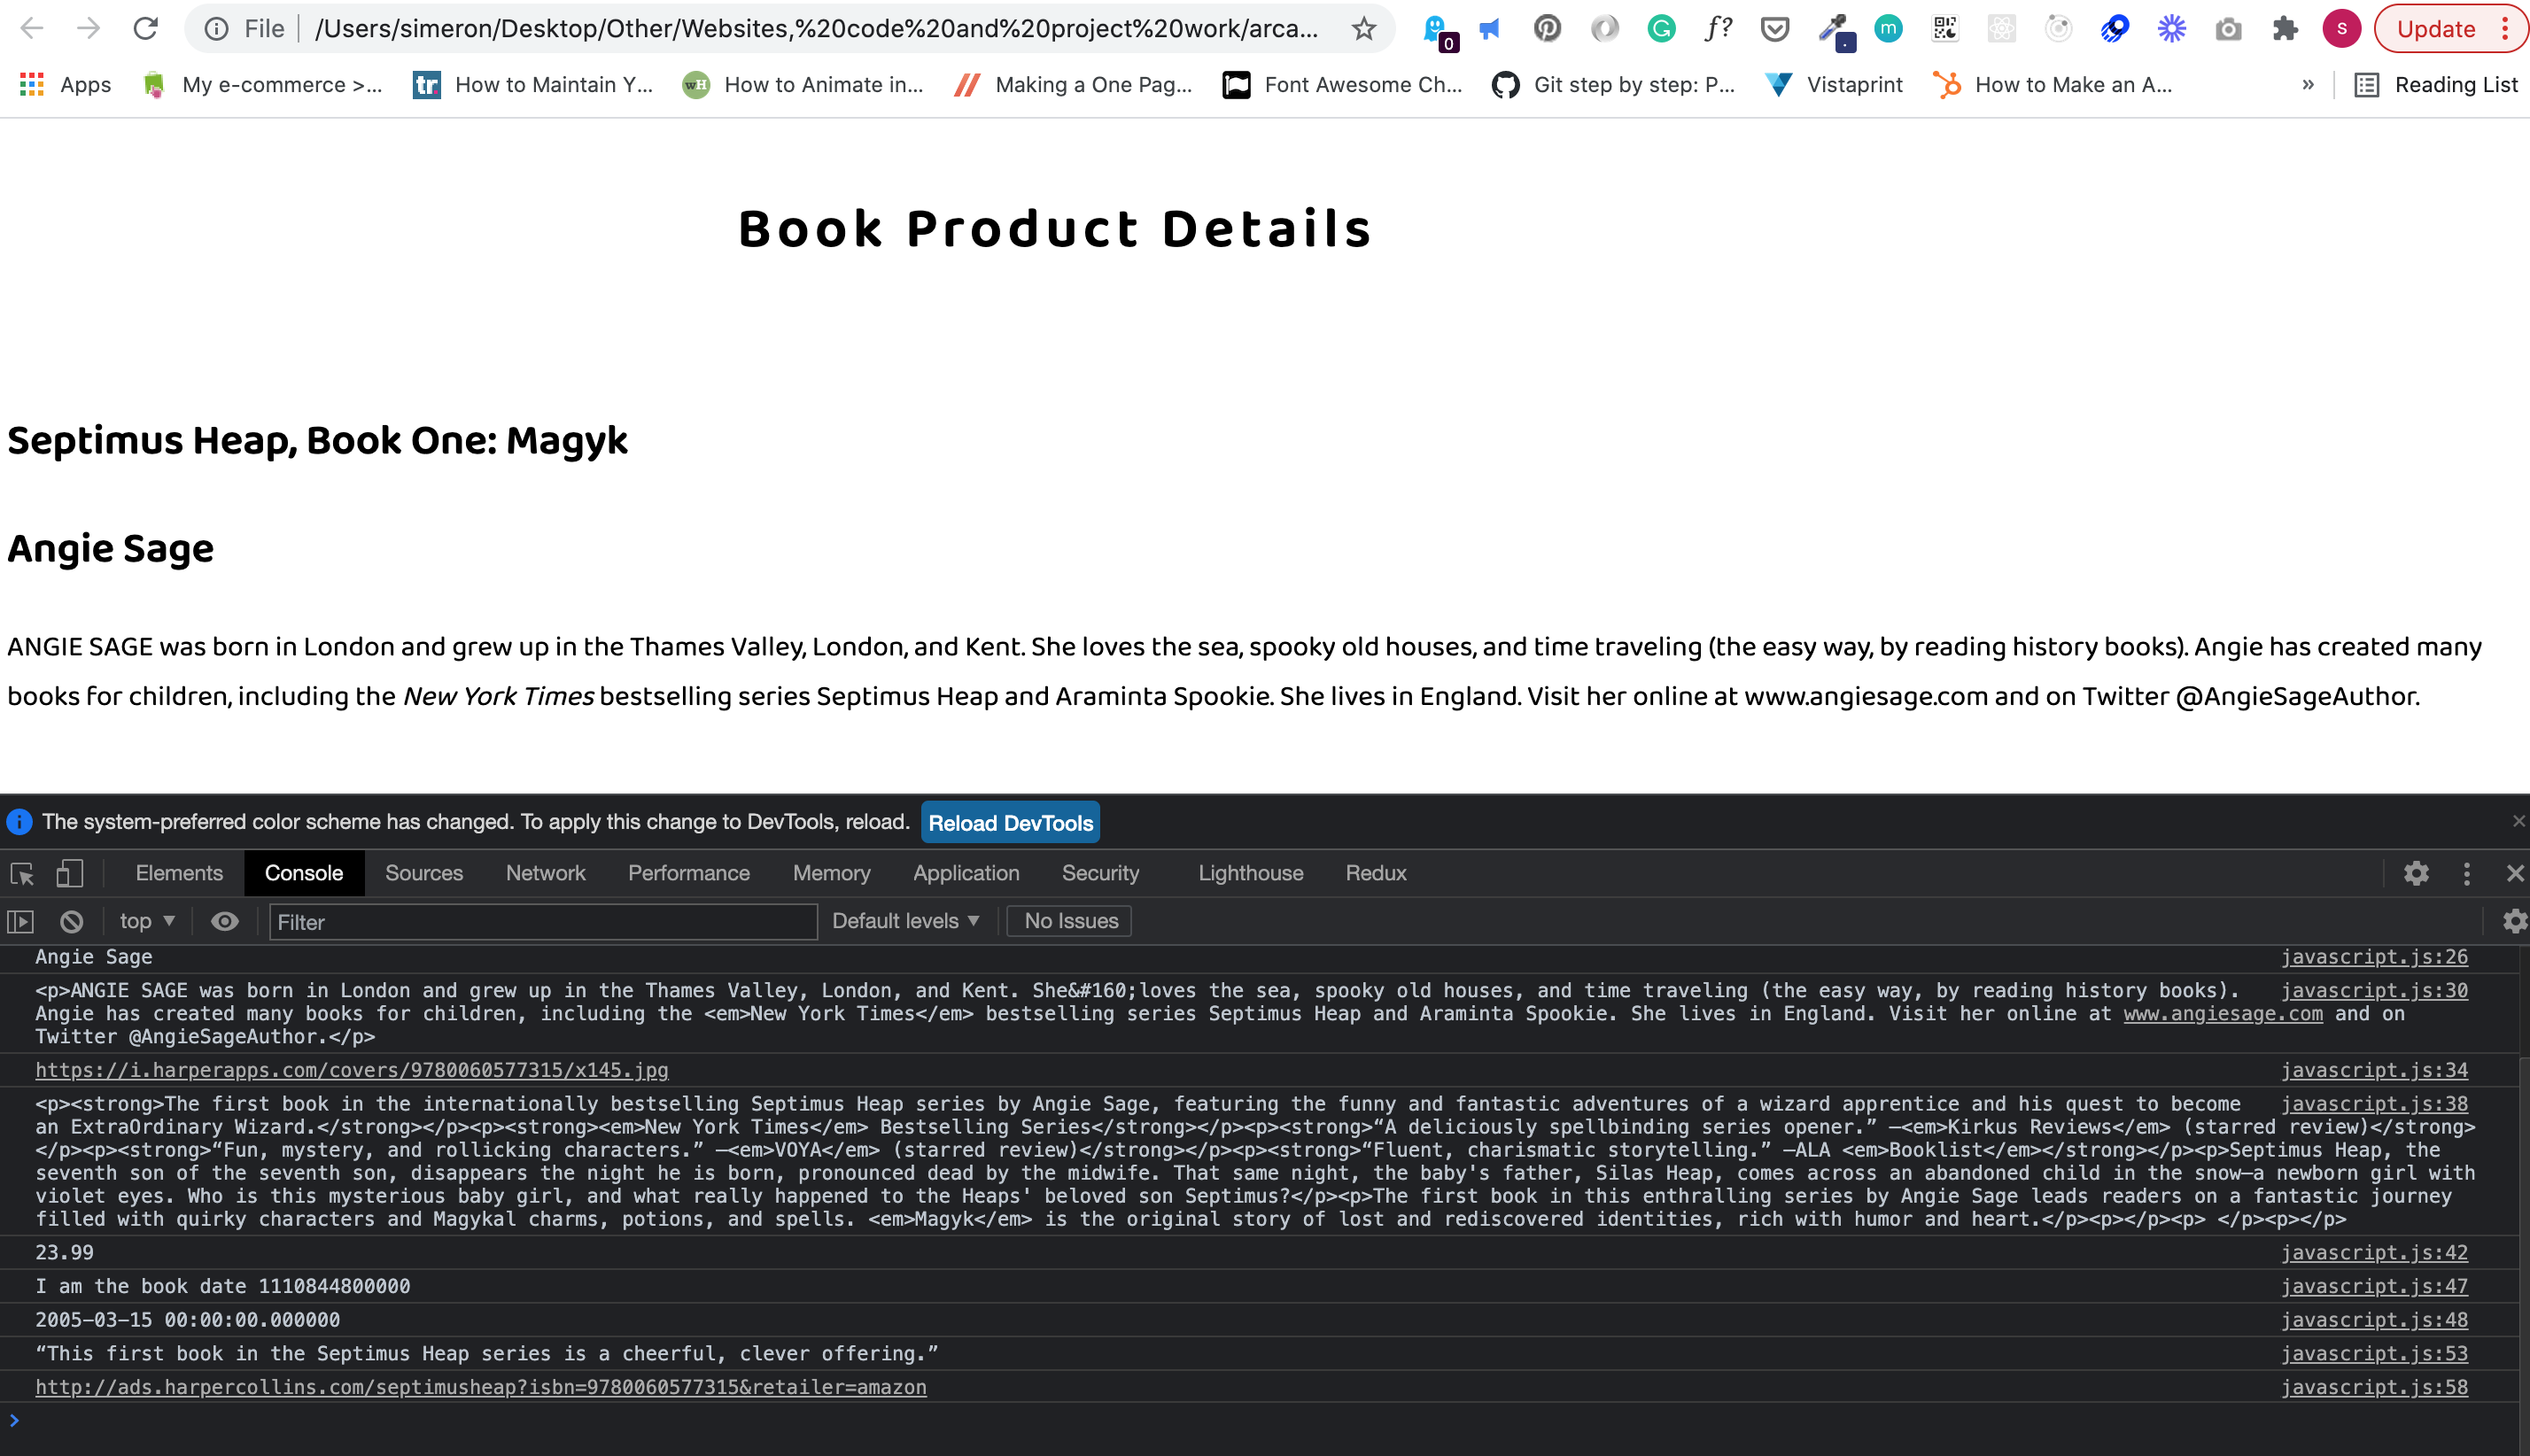 File /Users/simeron/Desktop/Other/Websites,%20code%20and%20project%20work/arca... 0 G f? m S Update
Apps My e-commerce >... tr. How to Maintain Y... wH How to Animate in... Making a One Pag... Font Awesome Ch... Git step by step: P... Vistaprint How to Make an A... » Reading List
Book Product Details
Septimus Heap, Book One: Magyk
Angie Sage
ANGIE SAGE was born in London and grew up in the Thames Valley, London, and Kent. She loves the sea, spooky old houses, and time traveling (the easy way, by reading history books). Angie has created many
books for children, including the New York Times bestselling series Septimus Heap and Araminta Spookie. She lives in England. Visit her online at www.angiesage.com and on Twitter @AngieSageAuthor.
The system-preferred color scheme has changed. To apply this change to DevTools, reload. Reload DevTools
Elements Console Sources Network Performance Memory Application Security Lighthouse Redux
top Filter Default levels No Issues
Angie Sage javascript.js:26
<p>ANGIE SAGE was born in London and grew up in the Thames Valley, London, and Kent. She&#160;loves the sea, spooky old houses, and time traveling (the easy way, by reading history books). javascript.js:30
Angie has created many books for children, including the <em>New York Times</em> bestselling series Septimus Heap and Araminta Spookie. She lives in England. Visit her online at www.angiesage.com and on
Twitter @AngieSageAuthor.</p>
https://i.harperapps.com/covers/9780060577315/x145.jpg javascript.js:34
<p><strong>The first book in the internationally bestselling Septimus Heap series by Angie Sage, featuring the funny and fantastic adventures of a wizard apprentice and his quest to become javascript.js:38
an ExtraOrdinary Wizard.</strong></p><p><strong><em>New York Times</em> Bestselling Series</strong></p><p><strong>“A deliciously spellbinding series opener.” —<em>Kirkus Reviews</em> (starred review)</strong>
</p><p><strong>“Fun, mystery, and rollicking characters.” —<em>VOYA</em> (starred review)</strong></p><p><strong>“Fluent, charismatic storytelling.” —ALA <em>Booklist</em></strong></p><p>Septimus Heap, the
seventh son of the seventh son, disappears the night he is born, pronounced dead by the midwife. That same night, the baby's father, Silas Heap, comes across an abandoned child in the snow—a newborn girl with
violet eyes. Who is this mysterious baby girl, and what really happened to the Heaps' beloved son Septimus?</p><p>The first book in this enthralling series by Angie Sage leads readers on a fantastic journey
filled with quirky characters and Magykal charms, potions, and spells. <em>Magyk</em> is the original story of lost and rediscovered identities, rich with humor and heart.</p><p></p><p> </p><p></p>
23.99 javascript.js:42
I am the book date 1110844800000 javascript.js:47
2005-03-15 00:00:00.000000 javascript.js:48
“This first book in the Septimus Heap series is a cheerful, clever offering.” javascript.js:53
http://ads.harpercollins.com/septimusheap?isbn=9780060577315&retailer=amazon javascript.js:58